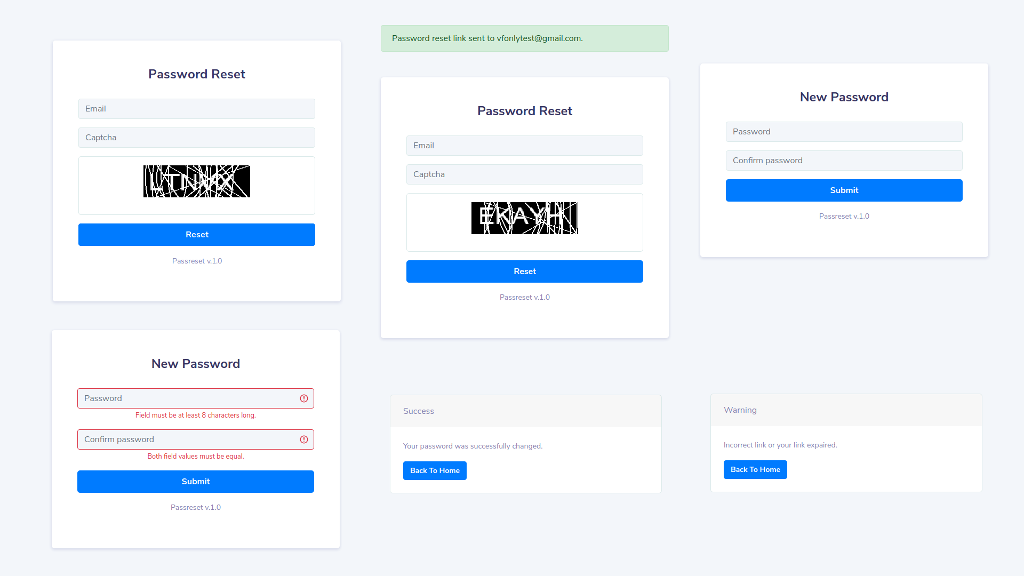 Password Reset
Email
Captcha
LTNVX
Reset
Passreset v.1.0
Password reset link sent to vfonlytest@gmail.com.
Password Reset
Email
Captcha
EKAYH
Reset
Passreset v.1.0
New Password
Password
Confirm password
Submit
Passreset v.1.0
New Password
Password
Field must be at least 8 characters long.
Confirm password
Both field values must be equal.
Submit
Passreset v.1.0
Success
Your password was successfully changed.
Back To Home
Warning
Incorrect link or your link expaired.
Back To Home